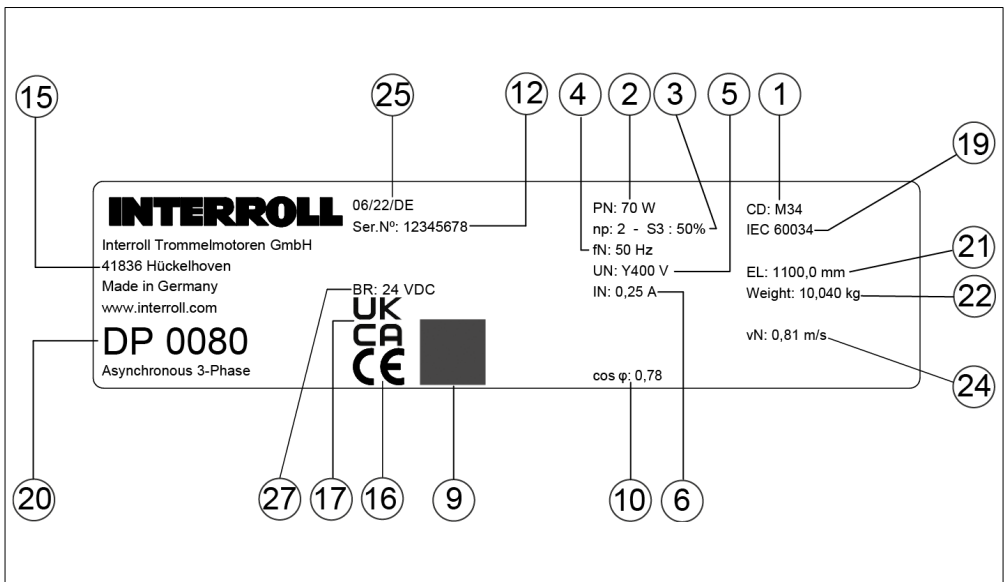 15
25
12
4
2
3
5
1
19
INTERROLL
Interroll Trommelmotoren GmbH
41836 Hückelhoven
Made in Germany
www.interroll.com
DP 0080
Asynchronous 3-Phase
06/22/DE
Ser.Nº: 12345678
BR: 24 VDC
UK
CA
CE
PN: 70 W
np: 2 - S3 : 50%
fN: 50 Hz
UN: Y400 V
IN: 0,25 A
cos φ: 0,78
CD: M34
IEC 60034
EL: 1100,0 mm
Weight: 10,040 kg
vN: 0,81 m/s
21
22
24
20
27
17
16
9
10
6